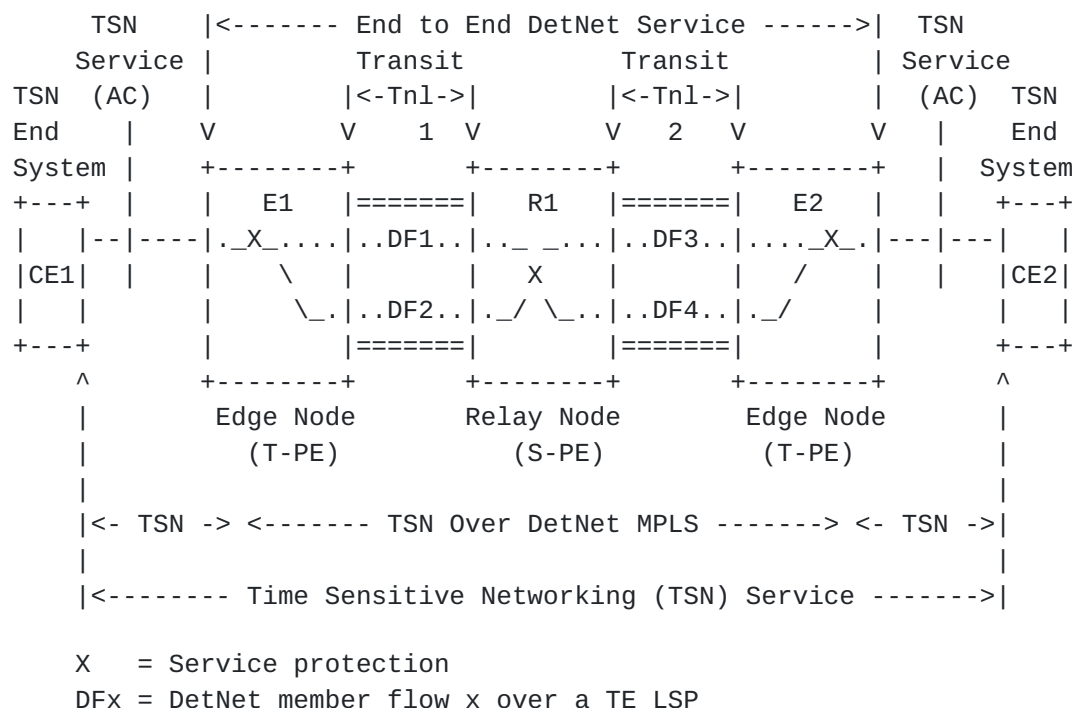 TSN    |<------- End to End DetNet Service ------>|  TSN
    Service |         Transit          Transit         | Service
TSN  (AC)   |        |<-Tnl->|        |<-Tnl->|        |  (AC)  TSN
End    |    V        V   1  V        V   2  V        V   |    End
System |    +--------+       +--------+       +--------+   |  System
+---+  |    |   E1   |=======|   R1   |=======|   E2   |   |   +---+
|   |--|----|._X_....|..DF1..|.._ _...|..DF3..|...._X_.|---|---|   |
|CE1|  |    |    \   |       |   X    |       |   /    |   |   |CE2|
|   |       |     \_.|..DF2..|._/ \_..|..DF4..|._/     |       |   |
+---+       |        |=======|        |=======|        |       +---+
    ^       +--------+       +--------+       +--------+       ^
    |        Edge Node       Relay Node        Edge Node       |
    |          (T-PE)           (S-PE)          (T-PE)         |
    |                                                          |
    |<- TSN -> <------- TSN Over DetNet MPLS -------> <- TSN ->|
    |                                                          |
    |<-------- Time Sensitive Networking (TSN) Service ------->|
    X   = Service protection
    DFx = DetNet member flow x over a TE LSP